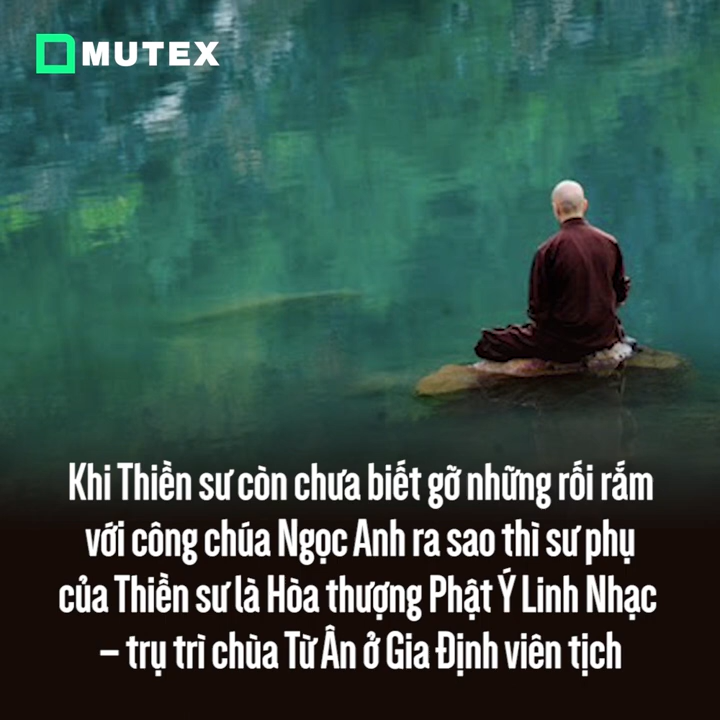 MUTEX
Khi Thiền sư còn chưa biết gỡ những rối rắm
với công chúa Ngọc Anh ra sao thì sư phụ
của Thiền sư là Hòa thượng Phật Ý Linh Nhạc
– trụ trì chùa Từ Ân ở Gia Định viên tịch